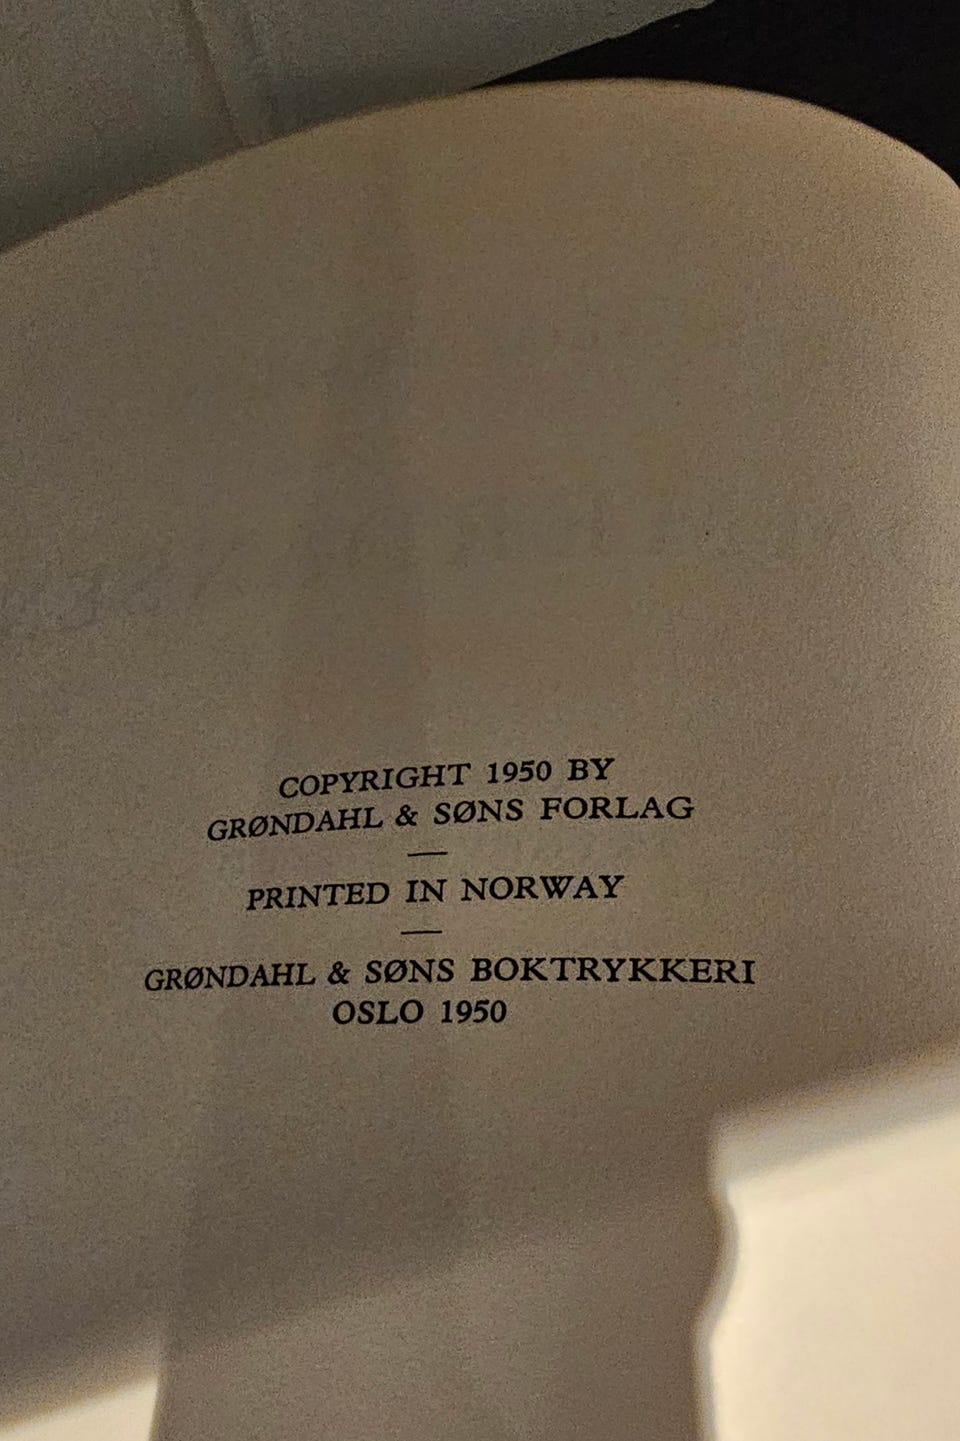 COPYRIGHT 1950 BY
GRØNDAHL & SØNS FORLAG
PRINTED IN NORWAY
GRØNDAHL & SØNS BOKTRYKKERI
OSLO 1950